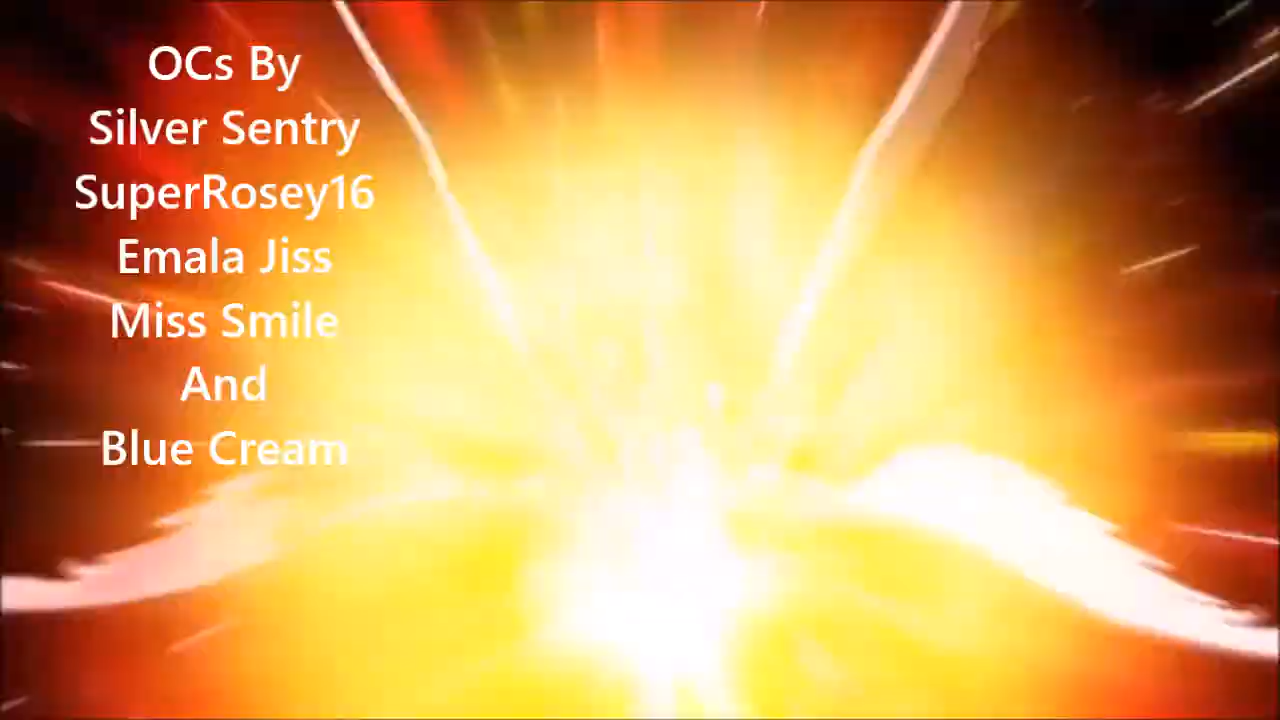 OCs By
Silver Sentry
SuperRosey16
Emala Jiss
Miss Smile
And
Blue Cream